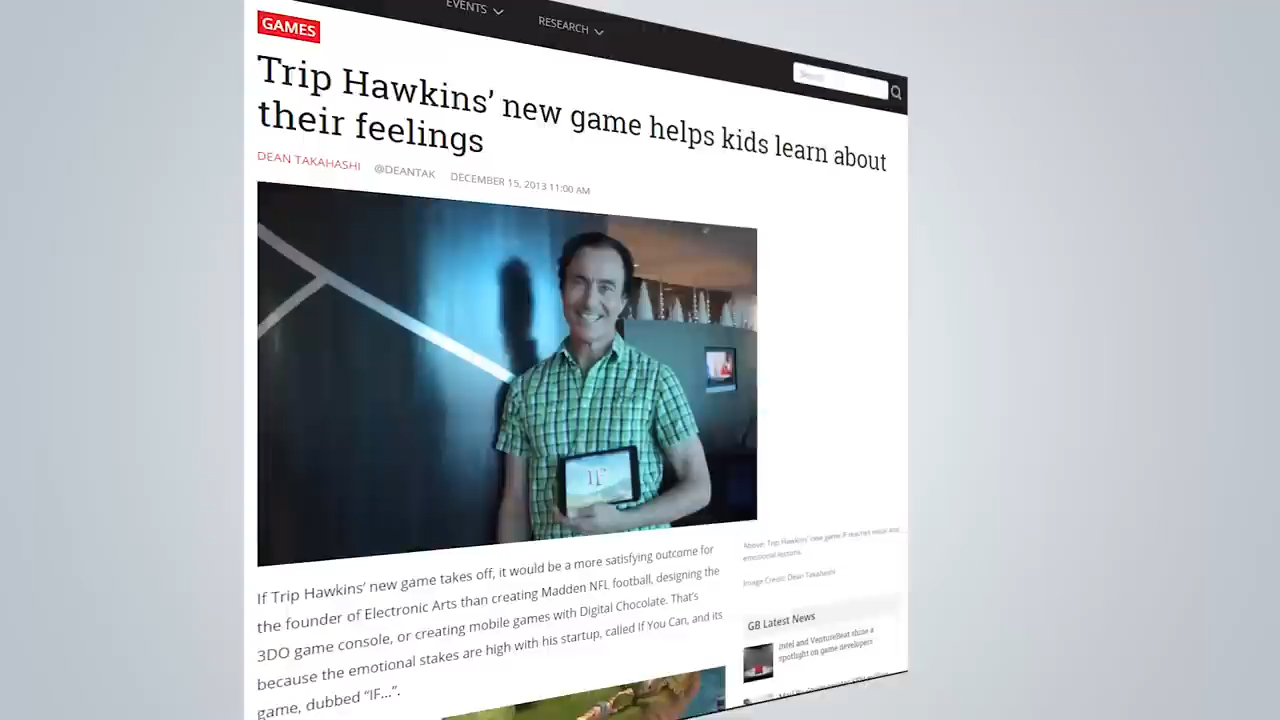 EVENTS
RESEARCH
GAMES
Trip Hawkins’ new game helps kids learn about
their feelings
DEAN TAKAHASHI @DEANTAK DECEMBER 15, 2013 11:00 AM
IF
If Trip Hawkins’ new game takes off, it would be a more satisfying outcome for
the founder of Electronic Arts than creating Madden NFL football, designing the
3DO game console, or creating mobile games with Digital Chocolate. That’s
because the emotional stakes are high with his startup, called If You Can, and its
game, dubbed “IF…”.
Above: Trip Hawkins’ new game IF teaches social and
emotional lessons.
Image Credit: Dean Takahashi
GB Latest News
Intel and VentureBeat shine a
spotlight on game developers